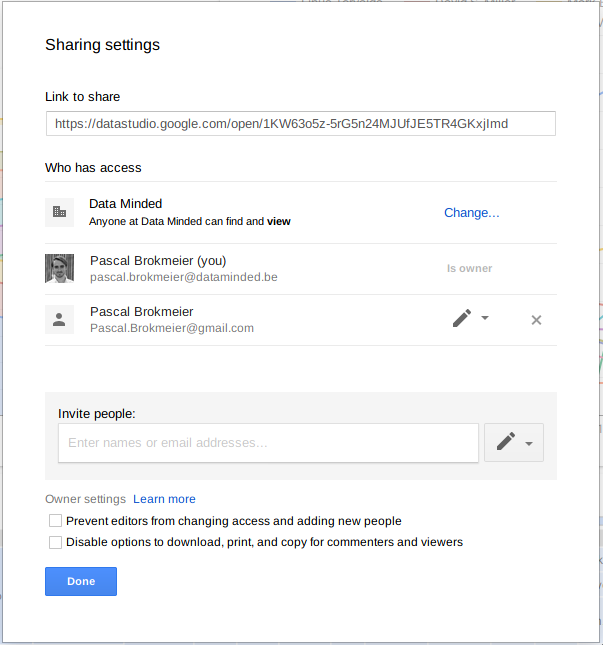 Sharing settings
Link to share
https://datastudio.google.com/open/1KW63o5z-5rG5n24MJUfJE5TR4GKxjImd
Who has access
Data Minded
Change...
Anyone at Data Minded can find and view
Pascal Brokmeier (you)
Is owner
pascal.brokmeier@dataminded.be
Pascal Brokmeier
Pascal.Brokmeier@gmail.com
Invite people:
Enter names or email addresses...
Owner settings Learn more
Prevent editors from changing access and adding new people
Disable options to download, print, and copy for commenters and viewers
Done